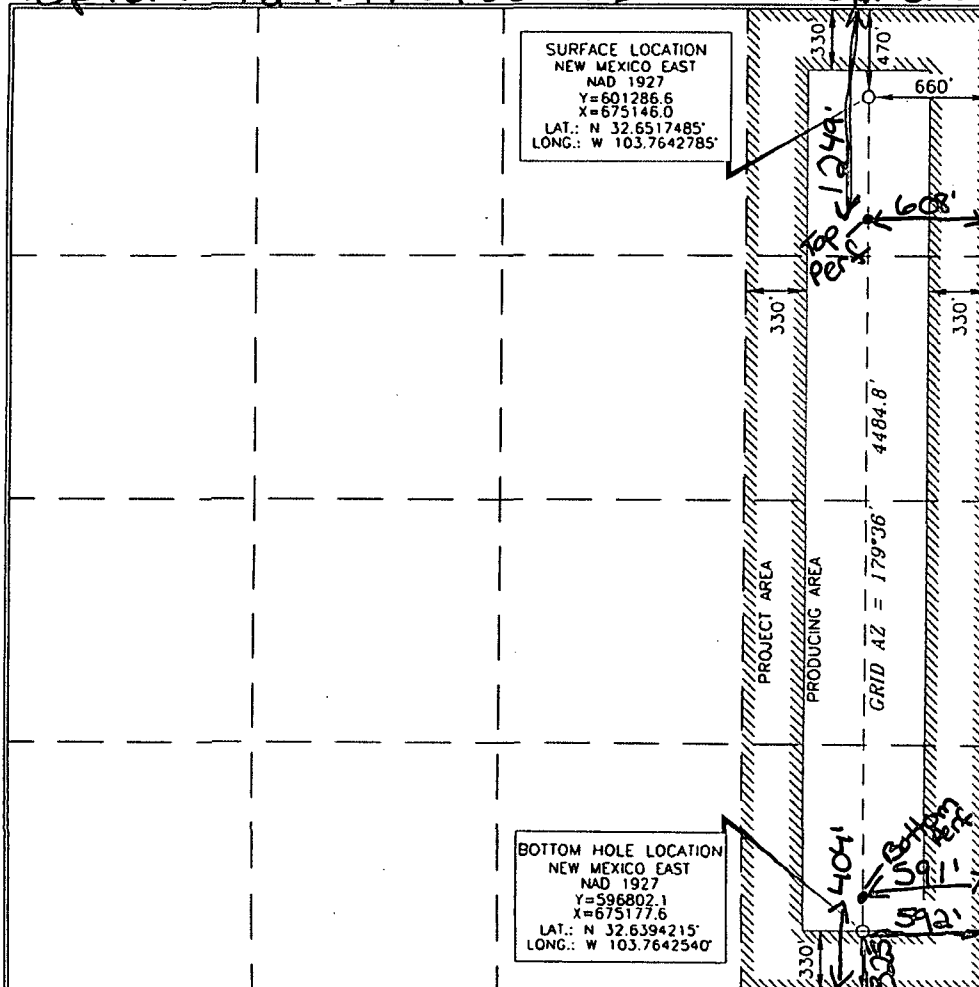 SURFACE LOCATION
NEW MEXICO EAST
NAD 1927
Y=601286.6
X=675146.0
LAT.: N 32.6517485°
LONG.: W 103.7642785°
330'
470'
660'
1249'
608'
Top
Perf
330'
330'
4484.8'
GRID AZ = 179°36'
PROJECT AREA
PRODUCING AREA
BOTTOM HOLE LOCATION
NEW MEXICO EAST
NAD 1927
Y=596802.1
X=675177.6
LAT.: N 32.6394215°
LONG.: W 103.7642540°
Bottom
Perf
404'
591'
592'
330'
325